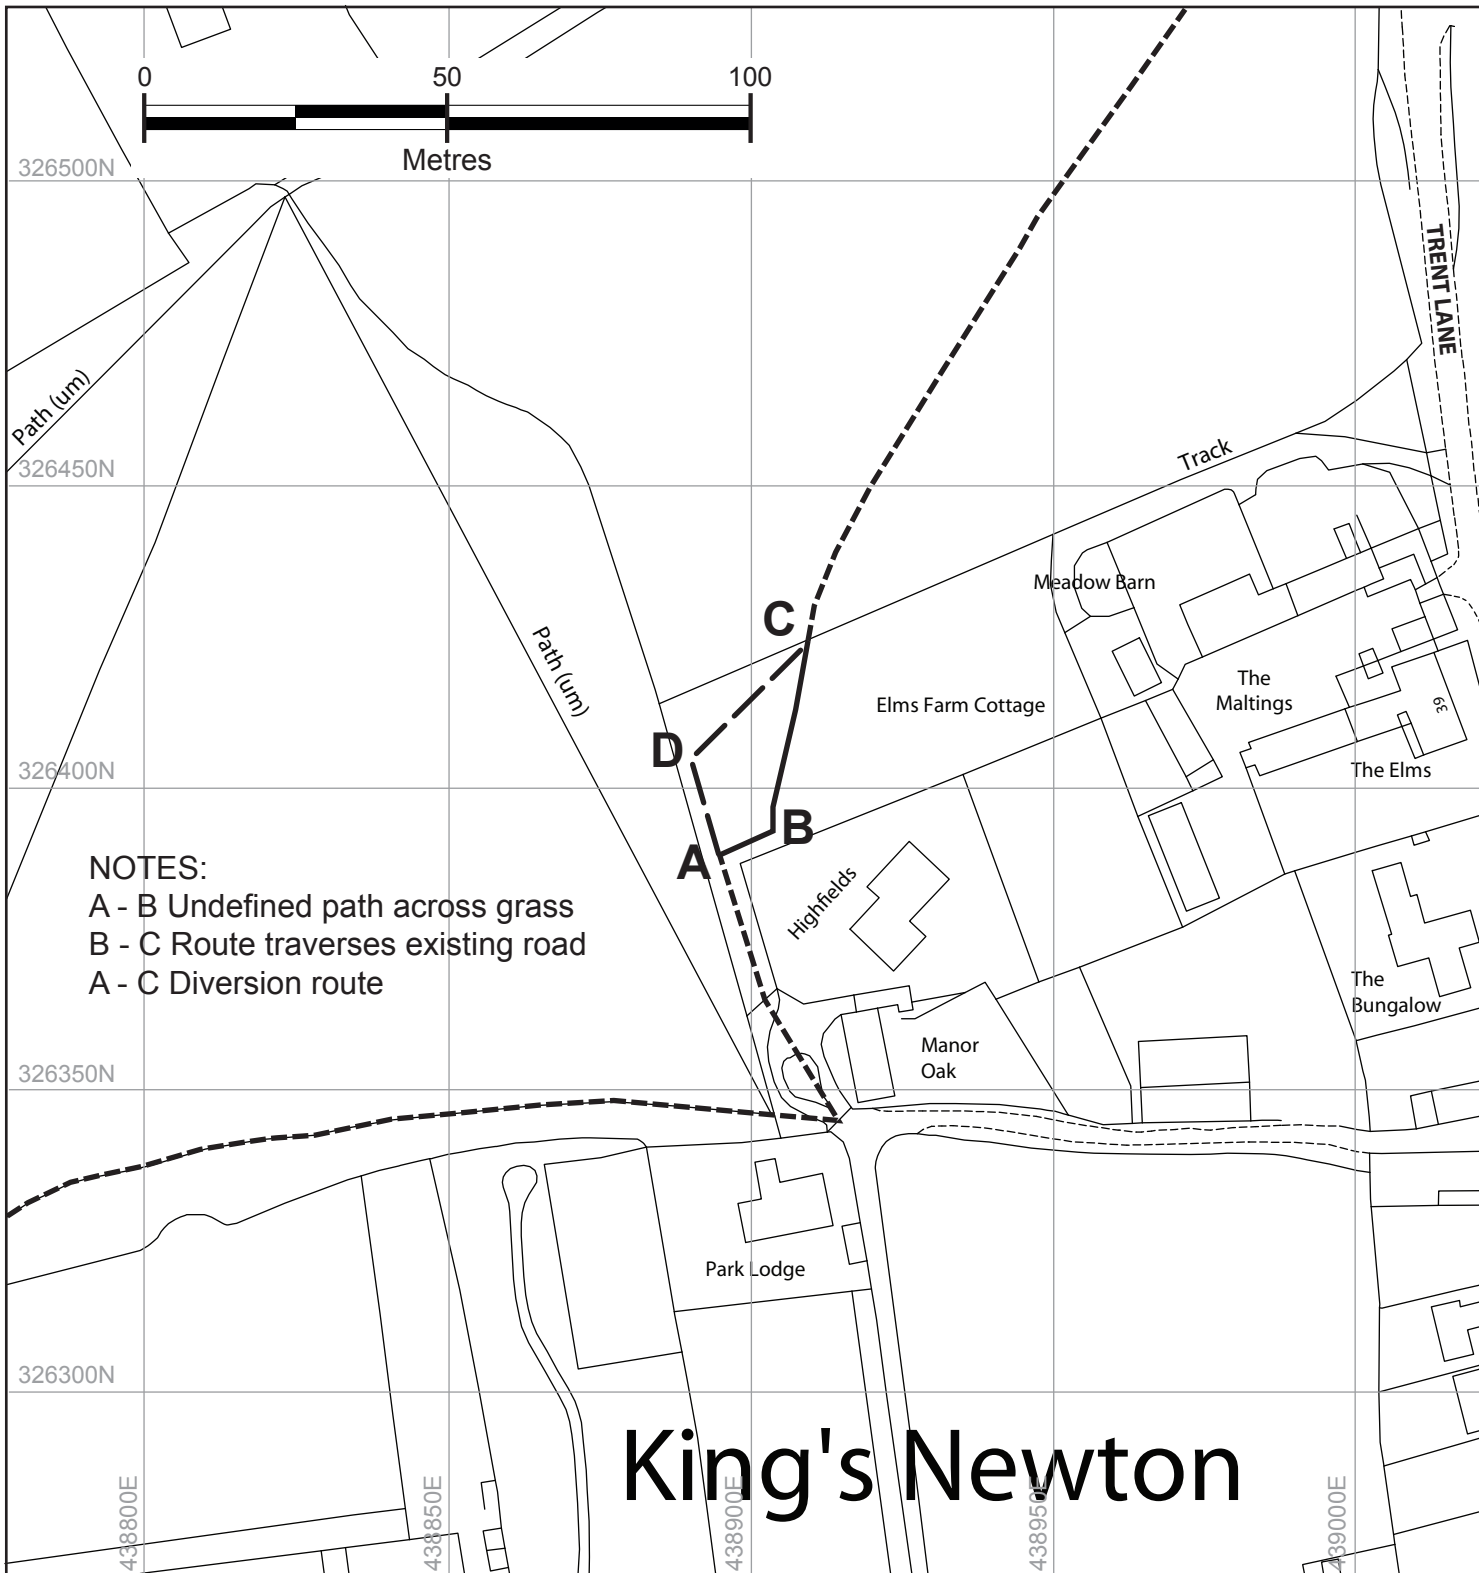 0 50 100
Metres
326500N
TRENT LANE
Path (um)
Track
326450N
Meadow Barn
C
Path (um)
The
Maltings
39
Elms Farm Cottage
D
The Elms
326400N
B
A
NOTES:
A - B Undefined path across grass
B - C Route traverses existing road
A - C Diversion route
Highfields
The
Bungalow
Manor
Oak
326350N
Park Lodge
326300N
King's Newton
438800E
438850E
438900E
438950E
439000E